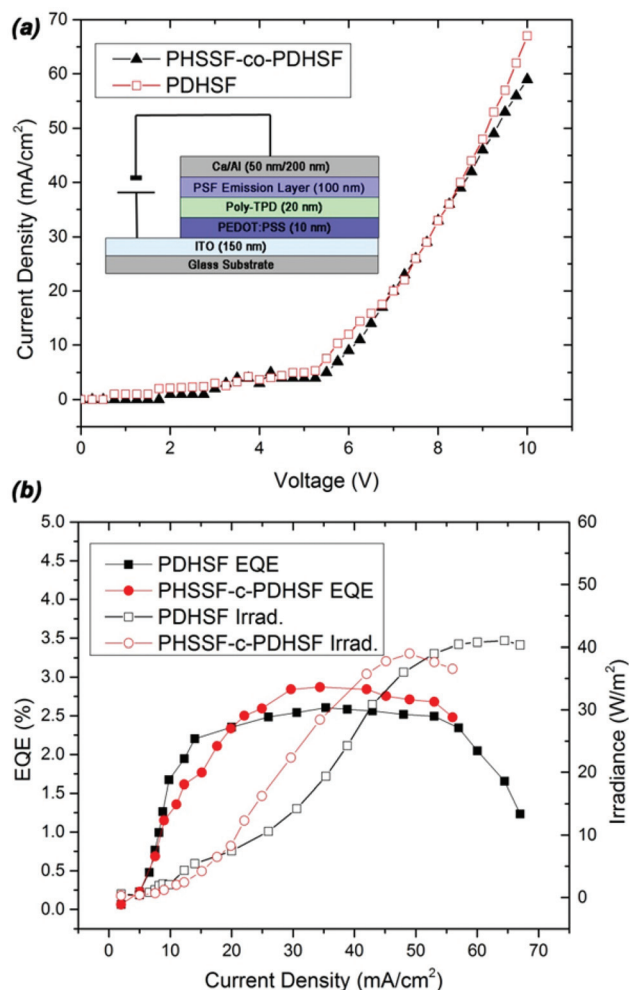 (a)
70
60
50
40
30
20
10
0
Current Density (mA/cm²)
PHSSF-co-PDHSF
PDHSF
Ca/Al (50 nm/200 nm)
PSF Emission Layer (100 nm)
Poly-TPD (20 nm)
PEDOT:PSS (10 nm)
ITO (150 nm)
Glass Substrate
0 2 4 6 8 10
Voltage (V)
(b)
5.0
4.5
4.0
3.5
3.0
2.5
2.0
1.5
1.0
0.5
0.0
EQE (%)
PDHSF EQE
PHSSF-c-PDHSF EQE
PDHSF Irrad.
PHSSF-c-PDHSF Irrad.
60
50
40
30
20
10
0
Irradiance (W/m²)
0 10 20 30 40 50 60 70
Current Density (mA/cm²)